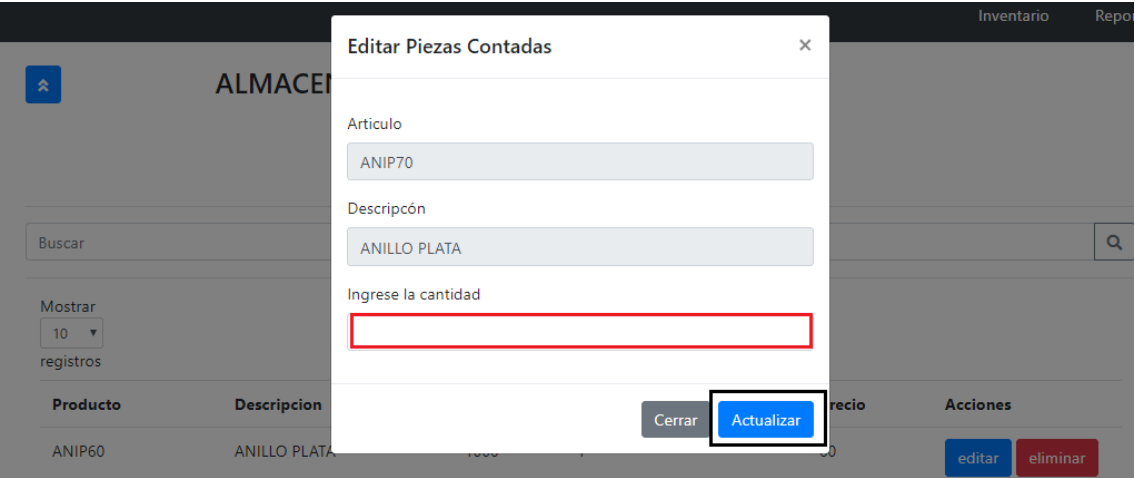 Inventario Repor
Editar Piezas Contadas ×
ALMACEN
Articulo
ANIP70
Descripcón
ANILLO PLATA
Buscar
Ingrese la cantidad
Mostrar
10
registros
Cerrar Actualizar
Producto Descripcion recio Acciones
ANIP60 ANILLO PLATA editar eliminar